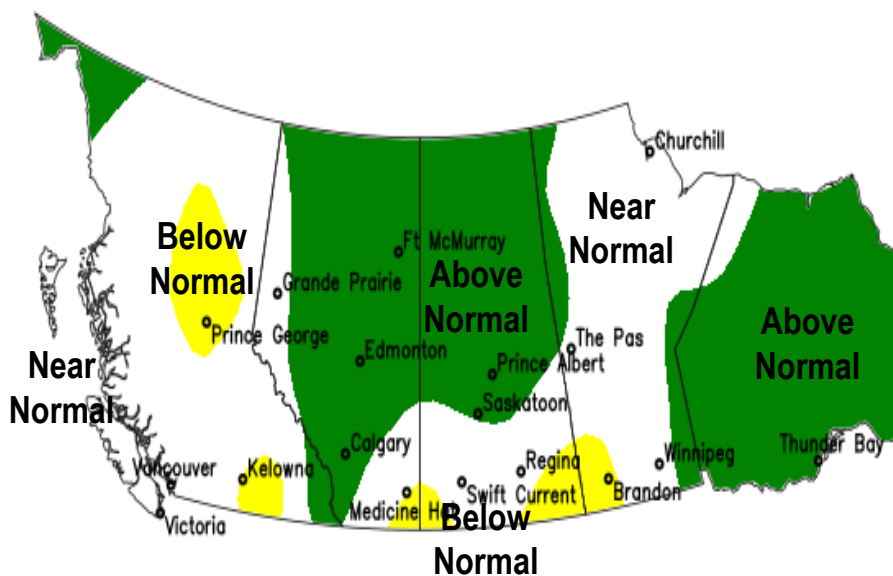 Churchill
Near
Normal
Below
Normal
Ft McMurray
Above
Normal
Grande Prairie
Prince George
Above
Normal
The Pas
Edmonton
Prince Albert
Near
Normal
Saskatoon
Calgary
Vancouver
Kelowna
Regina
Winnipeg
Thunder Bay
Medicine Hat
Swift Current
Brandon
Victoria
Below
Normal